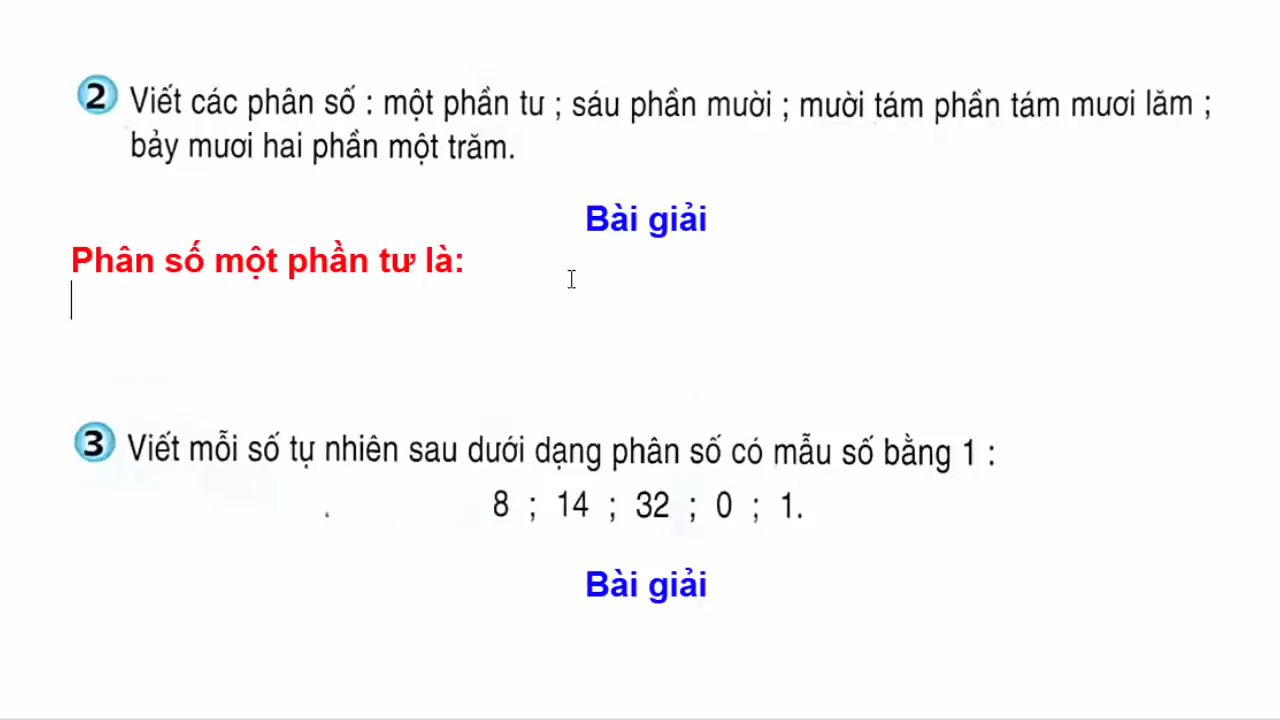 2 Viết các phân số : một phần tư ; sáu phần mười ; mười tám phần tám mươi lăm ;
bảy mươi hai phần một trăm.
Bài giải
Phân số một phần tư là:
3 Viết mỗi số tự nhiên sau dưới dạng phân số có mẫu số bằng 1 :
8 ; 14 ; 32 ; 0 ; 1.
Bài giải